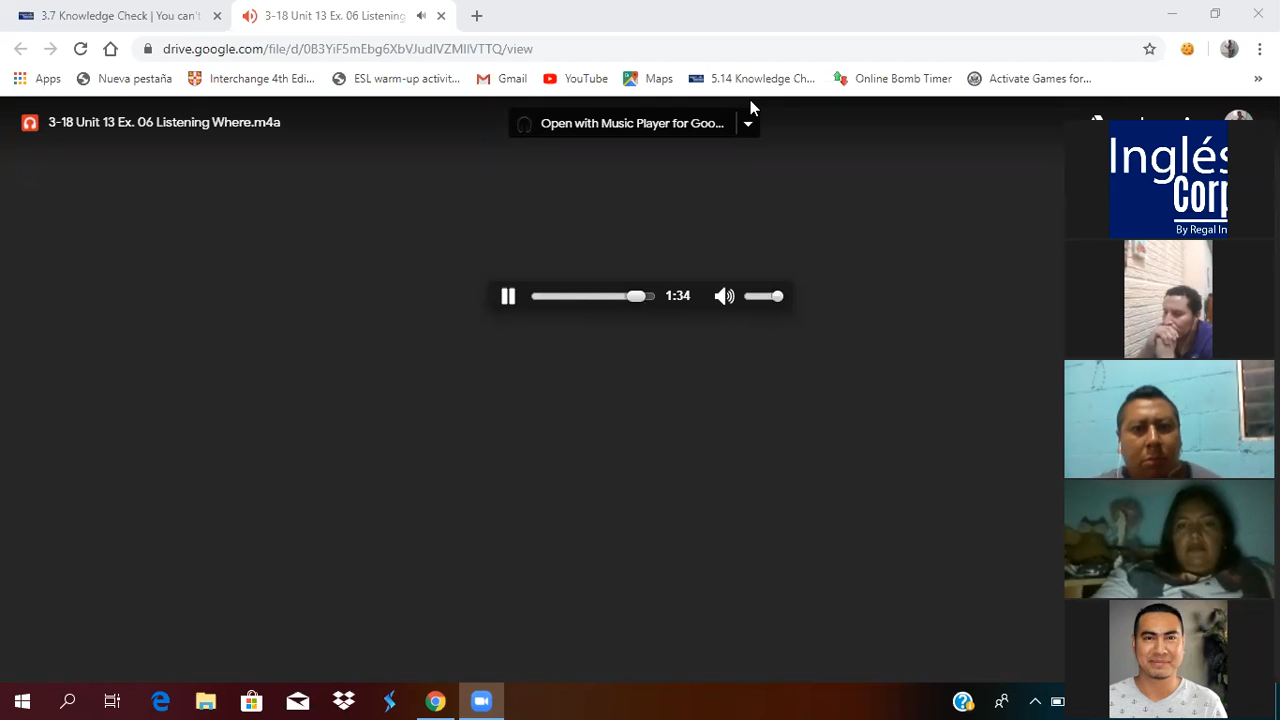 3.7 Knowledge Check | You can't
3-18 Unit 13 Ex. 06 Listening
drive.google.com/file/d/0B3YiF5mEbg6XbVJudlVZMllVTTQ/view
Apps
Nueva pestaña
Interchange 4th Edi...
ESL warm-up activit...
Gmail
YouTube
Maps
5.14 Knowledge Ch...
Online Bomb Timer
Activate Games for...
»
3-18 Unit 13 Ex. 06 Listening Where.m4a
Open with Music Player for Goo...
Inglés
Corp
By Regal In
1:34